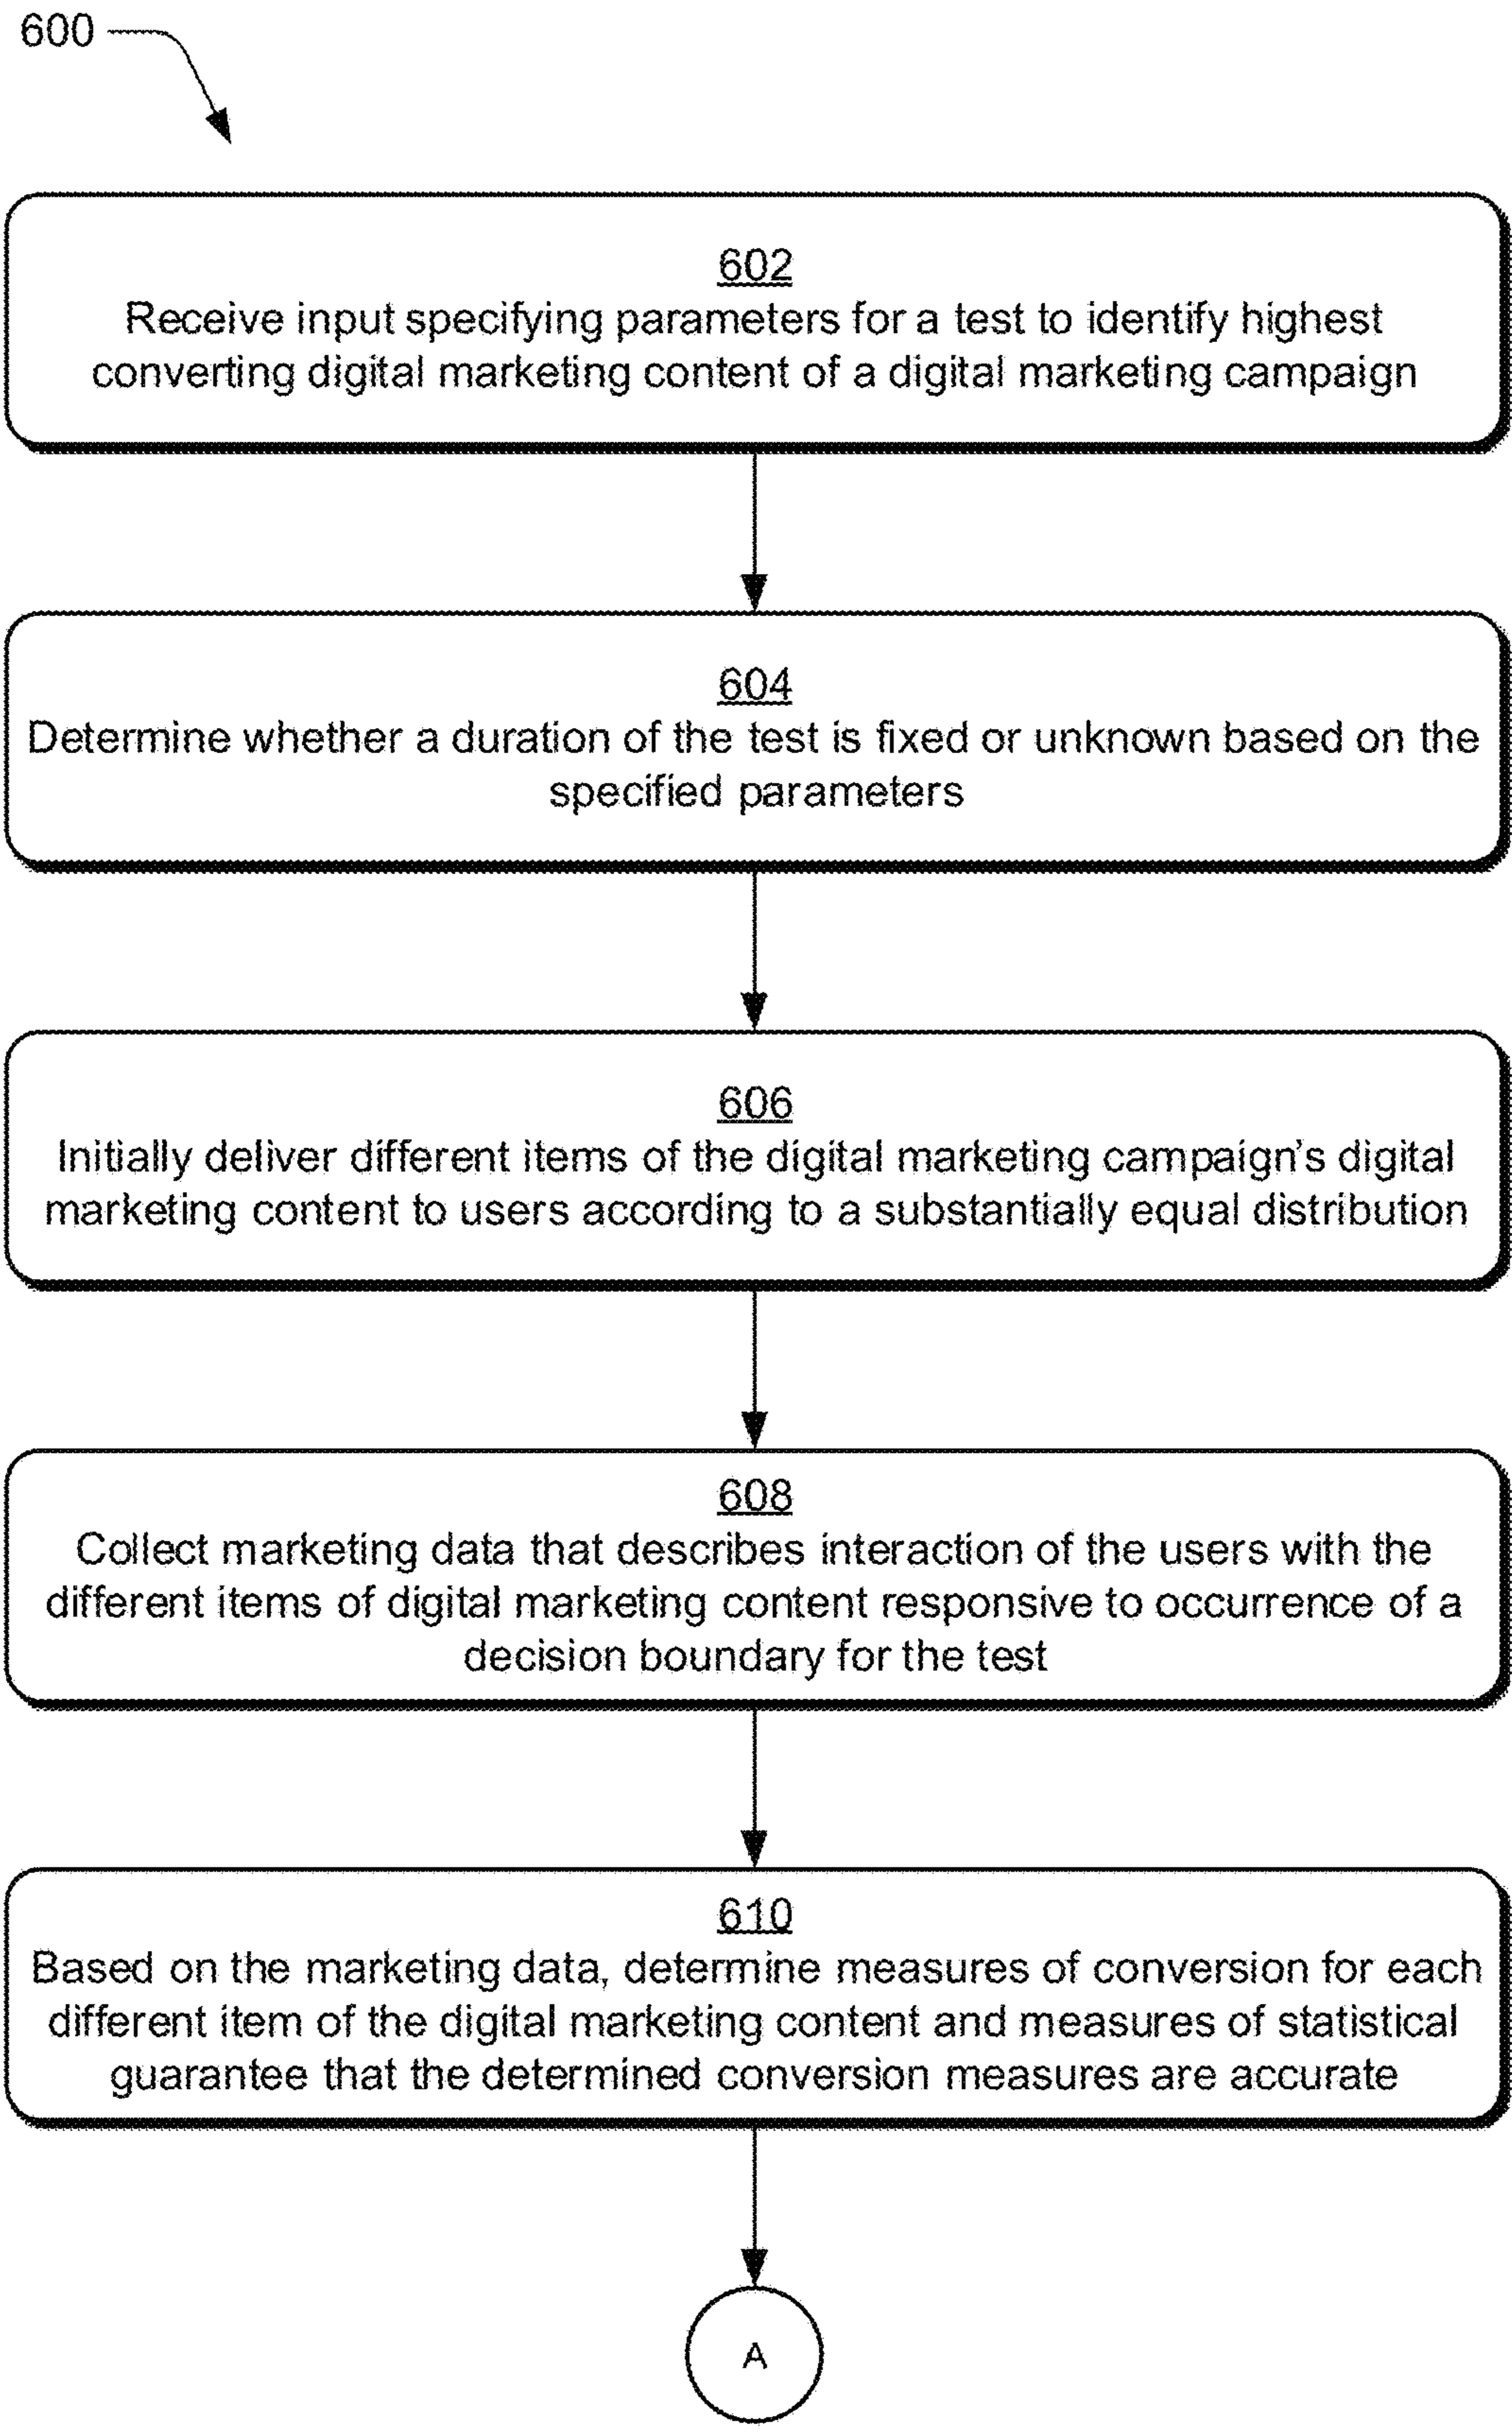 600
602
Receive input specifying parameters for a test to identify highest
converting digital marketing content of a digital marketing campaign
604
Determine whether a duration of the test is fixed or unknown based on the
specified parameters
606
Initially deliver different items of the digital marketing campaign's digital
marketing content to users according to a substantially equal distribution
608
Collect marketing data that describes interaction of the users with the
different items of digital marketing content responsive to occurrence of a
decision boundary for the test
610
Based on the marketing data, determine measures of conversion for each
different item of the digital marketing content and measures of statistical
guarantee that the determined conversion measures are accurate
A